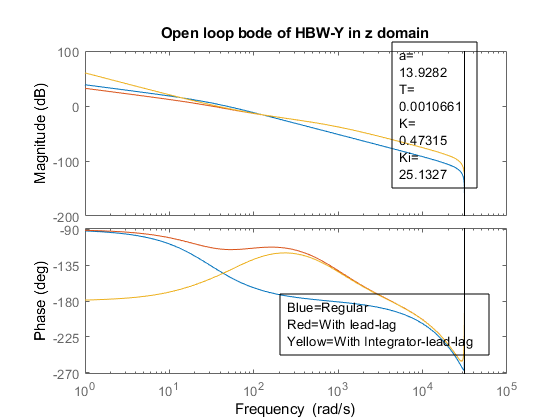 Open loop bode of HBW-Y in z domain
Magnitude (dB)
100
0
-100
-200
a=
13.9282
T=
0.0010661
K=
0.47315
Ki=
25.1327
Phase (deg)
-90
-135
-180
-225
-270
Blue=Regular
Red=With lead-lag
Yellow=With Integrator-lead-lag
10^0 10^1 10^2 10^3 10^4 10^5
Frequency (rad/s)